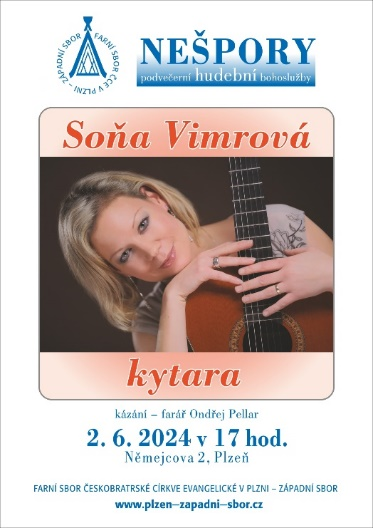 FARNÍ SBOR ČCE V PLZNI – ZÁPADNÍ SBOR
NEŠPORY
podvečerní hudební bohoslužby
Soňa Vimrová
kytara
kázání – farář Ondřej Pellar
2. 6. 2024 v 17 hod.
Němejcova 2, Plzeň
FARNÍ SBOR ČESKOBRATRSKÉ CÍRKVE EVANGELICKÉ V PLZNI – ZÁPADNÍ SBOR
www.plzen–zapadni–sbor.cz